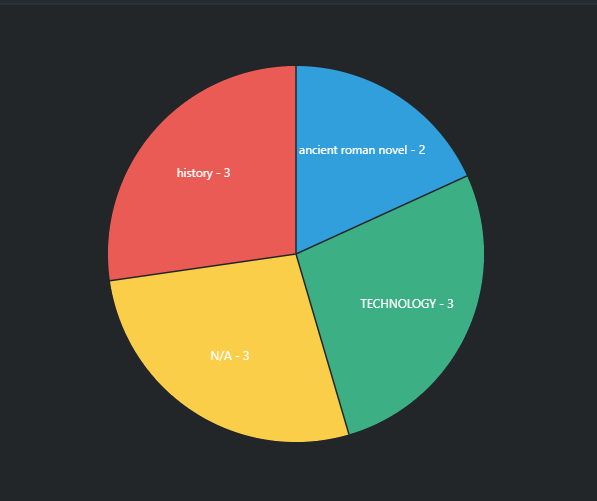 ancient roman novel - 2
history - 3
TECHNOLOGY - 3
N/A - 3